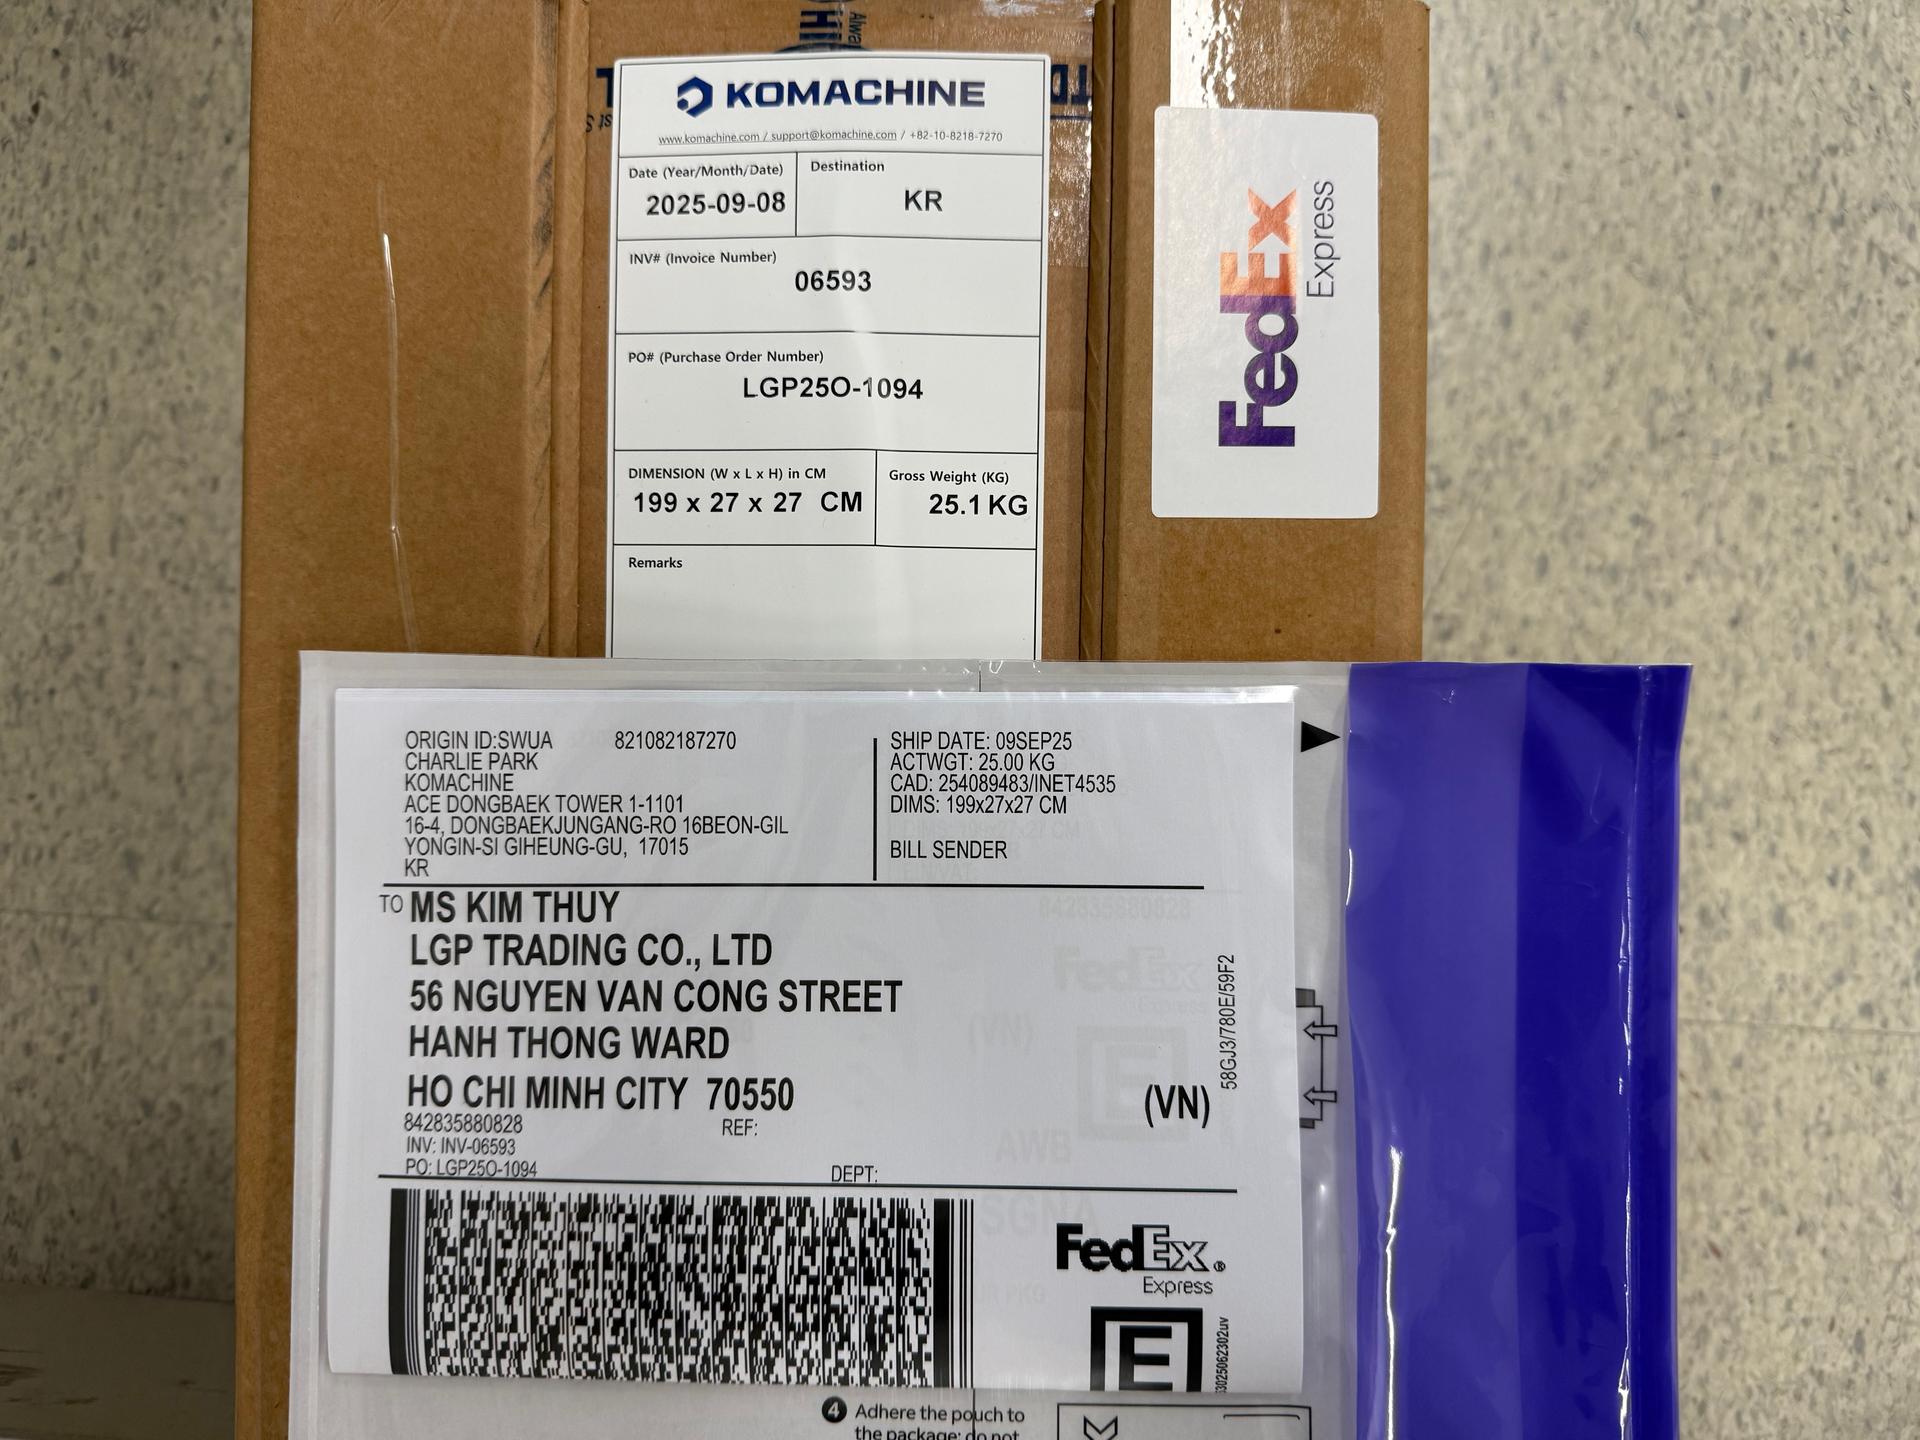 KOMACHINE
www.komachine.com / support@komachine.com / +82-10-8218-7270
Date (Year/Month/Date)
2025-09-08
Destination
KR
INV# (Invoice Number)
06593
PO# (Purchase Order Number)
LGP25O-1094
DIMENSION (W x L x H) in CM
199 x 27 x 27 CM
Gross Weight (KG)
25.1 KG
Remarks
FedEx
Express
ORIGIN ID:SWUA 821082187270
CHARLIE PARK
KOMACHINE
ACE DONGBAEK TOWER 1-1101
16-4, DONGBAEKJUNGANG-RO 16BEON-GIL
YONGIN-SI GIHEUNG-GU, 17015
KR
SHIP DATE: 09SEP25
ACTWGT: 25.00 KG
CAD: 254089483/INET4535
DIMS: 199x27x27 CM
BILL SENDER
TO MS KIM THUY
LGP TRADING CO., LTD
56 NGUYEN VAN CONG STREET
HANH THONG WARD
HO CHI MINH CITY 70550
(VN)
842835880828
REF:
INV: INV-06593
PO: LGP25O-1094
DEPT:
58GJ3/780E/59F2
FedEx®
Express
E
4 Adhere the pouch to
the package; do not